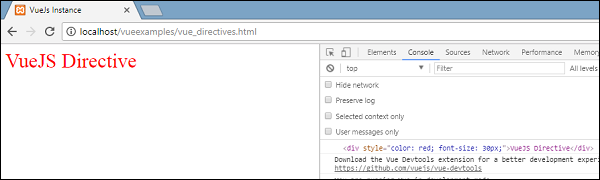 VueJs Instance
localhost/vueexamples/vue_directives.html
VueJS Directive
Elements Console Sources Network Performance Memory
top Filter All levels
Hide network
Preserve log
Selected context only
User messages only
<div style="color: red; font-size: 30px;">VueJS Directive</div>
Download the Vue Devtools extension for a better development
https://github.com/vuejs/vue-devtools